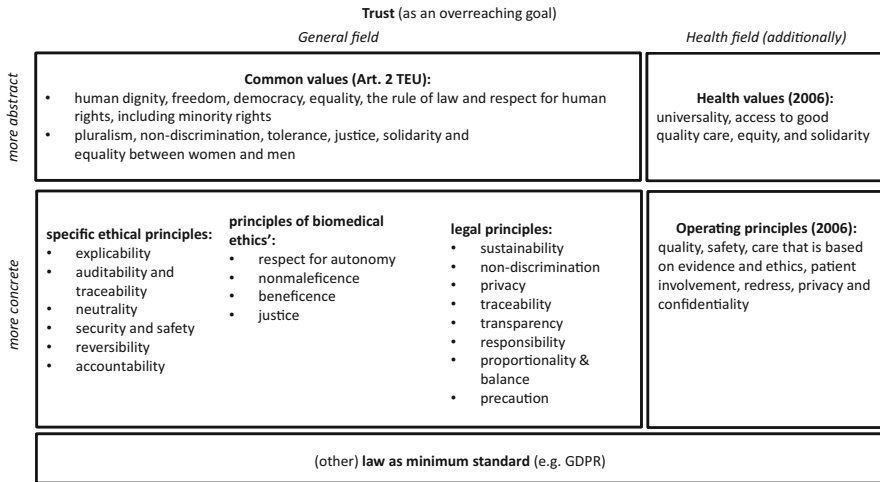 Trust (as an overreaching goal)
General field
Health field (additionally)
more abstract
Common values (Art. 2 TEU):
• human dignity, freedom, democracy, equality, the rule of law and respect for human
rights, including minority rights
• pluralism, non-discrimination, tolerance, justice, solidarity and
equality between women and men
Health values (2006):
universality, access to good
quality care, equity, and solidarity
more concrete
specific ethical principles:
• explicability
• auditability and
traceability
• neutrality
• security and safety
• reversibility
• accountability
principles of biomedical
ethics’:
• respect for autonomy
• nonmaleficence
• beneficence
• justice
legal principles:
• sustainability
• non-discrimination
• privacy
• traceability
• transparency
• responsibility
• proportionality &
balance
• precaution
Operating principles (2006):
quality, safety, care that is based
on evidence and ethics, patient
involvement, redress, privacy and
confidentiality
(other) law as minimum standard (e.g. GDPR)